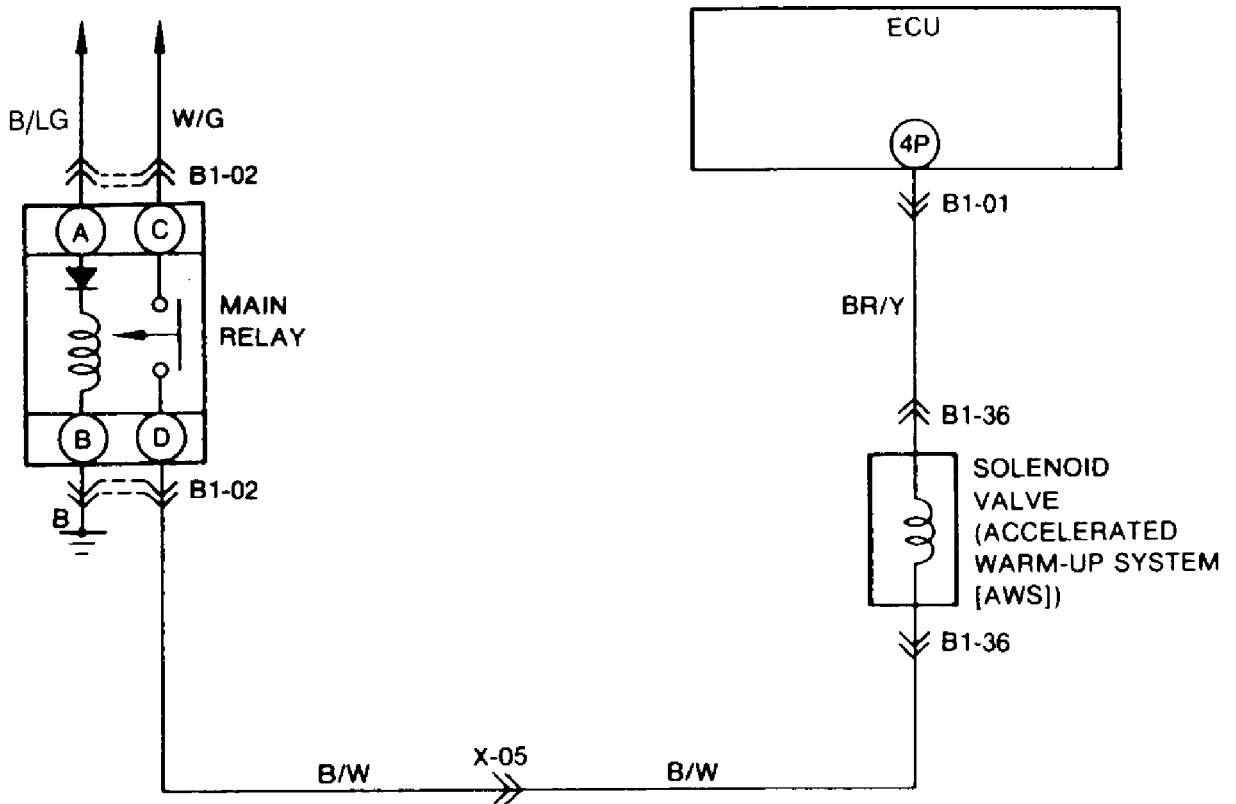 ECU
B/LG
W/G
4P
B1-02
B1-01
A
C
MAIN
RELAY
BR/Y
B1-36
B
D
SOLENOID
VALVE
(ACCELERATED
WARM-UP SYSTEM
[AWS])
B1-02
B
B1-36
X-05
B/W
B/W